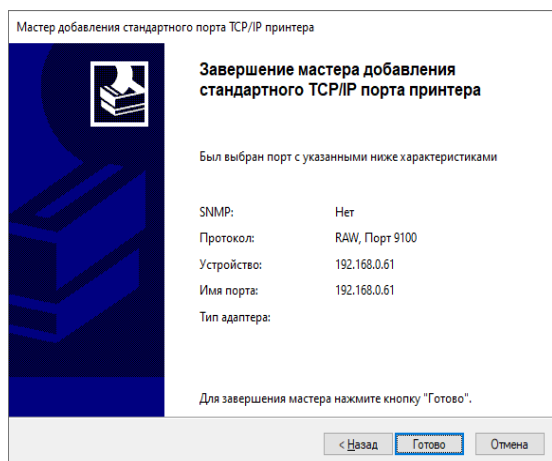 Мастер добавления стандартного порта TCP/IP принтера
Завершение мастера добавления
стандартного TCP/IP порта принтера
Был выбран порт с указанными ниже характеристиками
SNMP: Нет
Протокол: RAW, Порт 9100
Устройство: 192.168.0.61
Имя порта: 192.168.0.61
Тип адаптера:
Для завершения мастера нажмите кнопку "Готово".
< Назад Готово Отмена